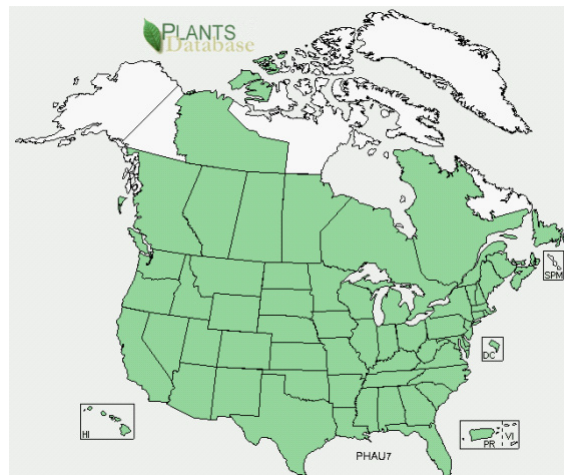 PLANTS
Database
SPM
DC
HI
PR
VI
PHAU7